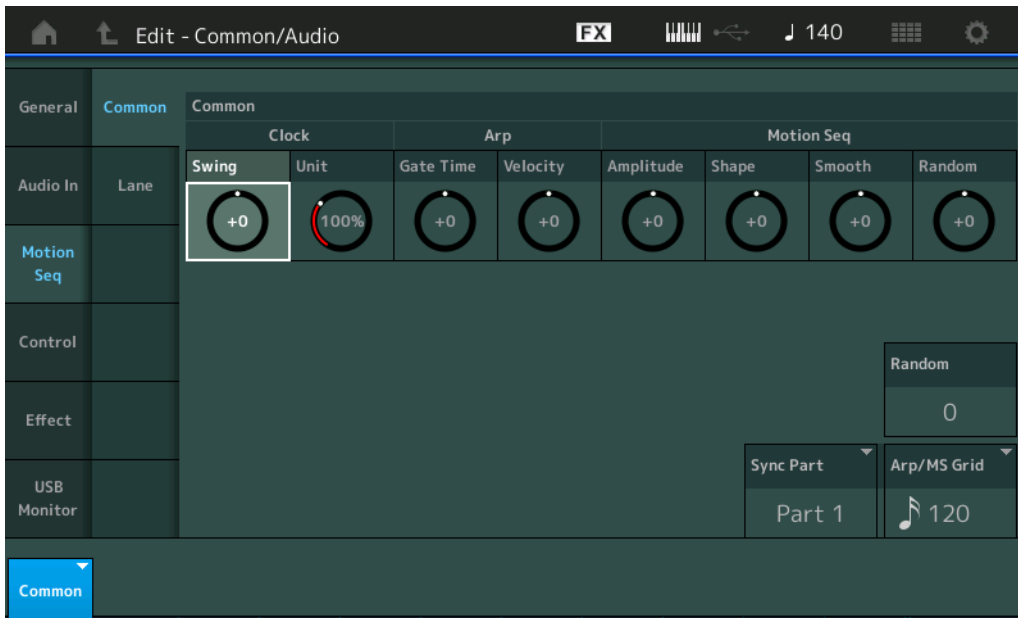 Edit - Common/Audio
FX
♩ 140
General
Audio In
Motion
Seq
Control
Effect
USB
Monitor
Common
Lane
Common
Clock
Arp
Motion Seq
Swing
Unit
Gate Time
Velocity
Amplitude
Shape
Smooth
Random
+0
100%
+0
+0
+0
+0
+0
+0
Random
0
Sync Part
Part 1
Arp/MS Grid
120
Common